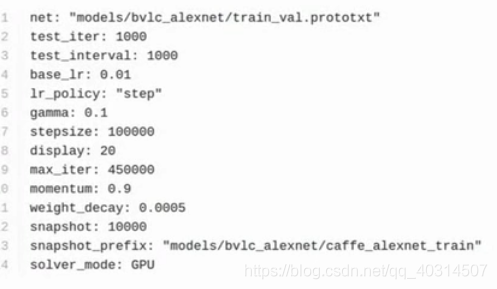 1 net: "models/bvlc_alexnet/train_val.prototxt"
2 test_iter: 1000
3 test_interval: 1000
4 base_lr: 0.01
5 lr_policy: "step"
6 gamma: 0.1
7 stepsize: 100000
8 display: 20
9 max_iter: 450000
0 momentum: 0.9
1 weight_decay: 0.0005
2 snapshot: 10000
3 snapshot_prefix: "models/bvlc_alexnet/caffe_alexnet_train"
4 solver_mode: GPU
https://blog.csdn.net/qq_40314507